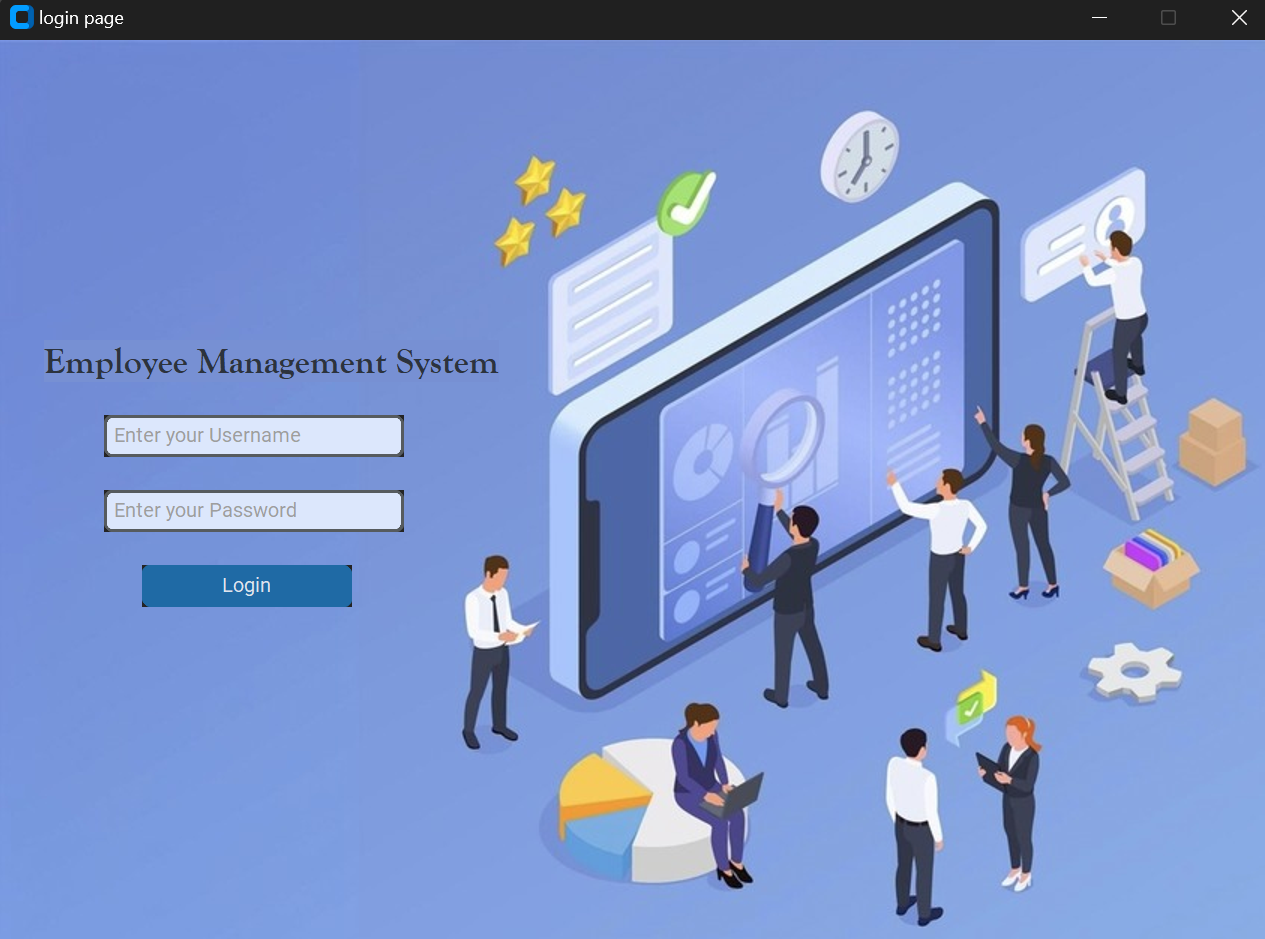 login page
Employee Management System
Enter your Username
Enter your Password
Login